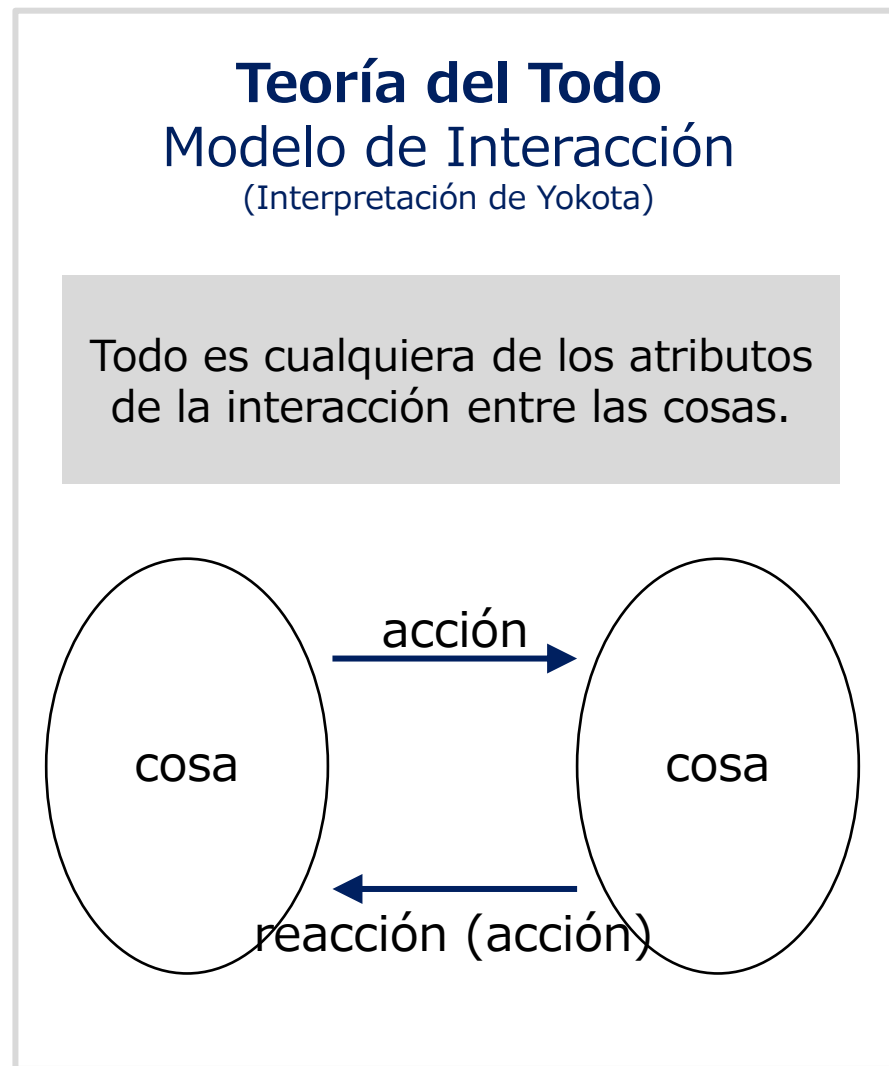 Teoría del Todo
Modelo de Interacción
(Interpretación de Yokota)
Todo es cualquiera de los atributos
de la interacción entre las cosas.
acción
cosa
cosa
reacción (acción)